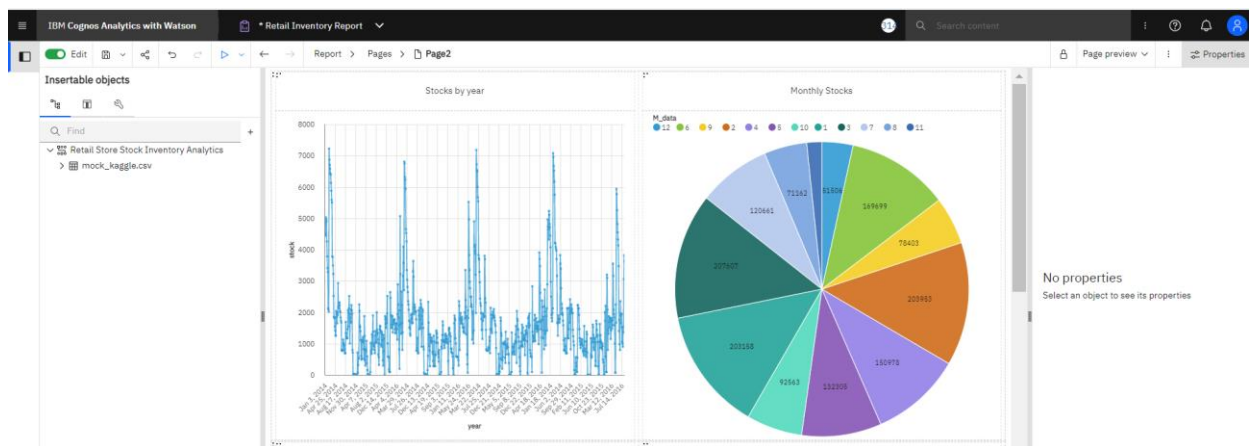 IBM Cognos Analytics with Watson
* Retail Inventory Report
Search content
Edit
Report > Pages > Page2
Page preview
Properties
Insertable objects
Find
Retail Store Stock Inventory Analytics
mock_kaggle.csv
Stocks by year
8000
7000
6000
5000
4000
3000
2000
1000
0
stock
year
Monthly Stocks
M_data
12 6 9 2 4 5 10 1 3 7 8 11
51506
169699
78403
203953
150975
132305
92563
203155
207607
120661
71162
No properties
Select an object to see its properties